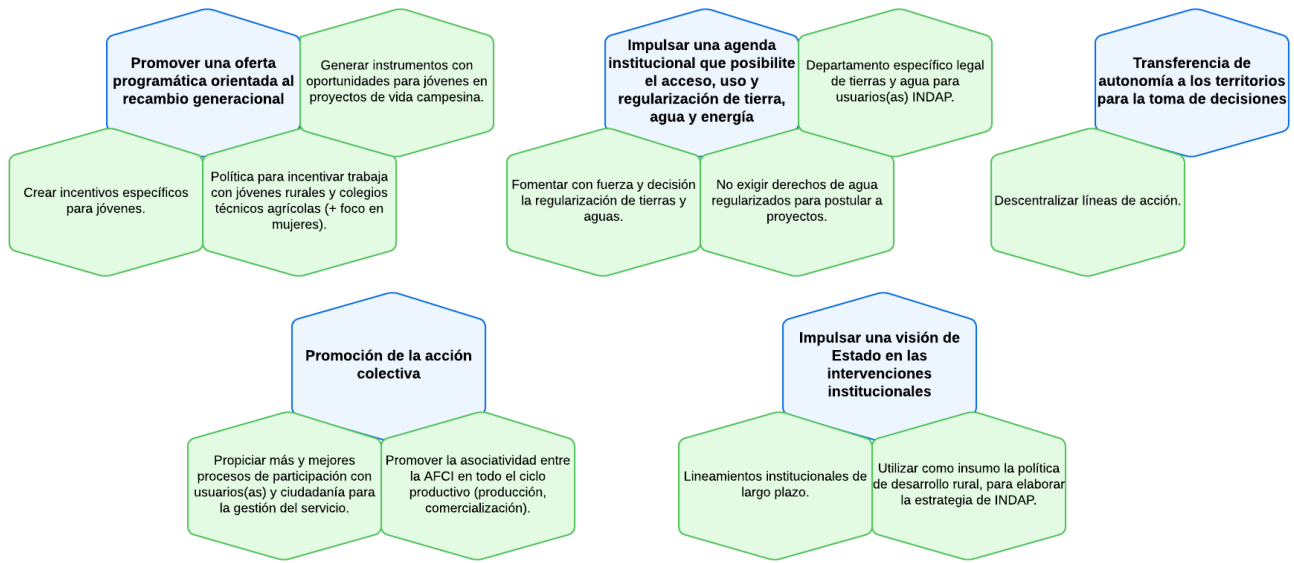 Promover una oferta
programática orientada al
recambio generacional
Generar instrumentos con
oportunidades para jóvenes en
proyectos de vida campesina.
Crear incentivos específicos
para jóvenes.
Política para incentivar trabaja
con jóvenes rurales y colegios
técnicos agrícolas (+ foco en
mujeres).
Impulsar una agenda
institucional que posibilite
el acceso, uso y
regularización de tierra,
agua y energía
Departamento específico legal
de tierras y agua para
usuarios(as) INDAP.
Fomentar con fuerza y decisión
la regularización de tierras y
aguas.
No exigir derechos de agua
regularizados para postular a
proyectos.
Transferencia de
autonomía a los territorios
para la toma de decisiones
Descentralizar líneas de acción.
Promoción de la acción
colectiva
Propiciar más y mejores
procesos de participación con
usuarios(as) y ciudadanía para
la gestión del servicio.
Promover la asociatividad entre
la AFCI en todo el ciclo
productivo (producción,
comercialización).
Impulsar una visión de
Estado en las
intervenciones
institucionales
Lineamientos institucionales de
largo plazo.
Utilizar como insumo la política
de desarrollo rural, para elaborar
la estrategia de INDAP.